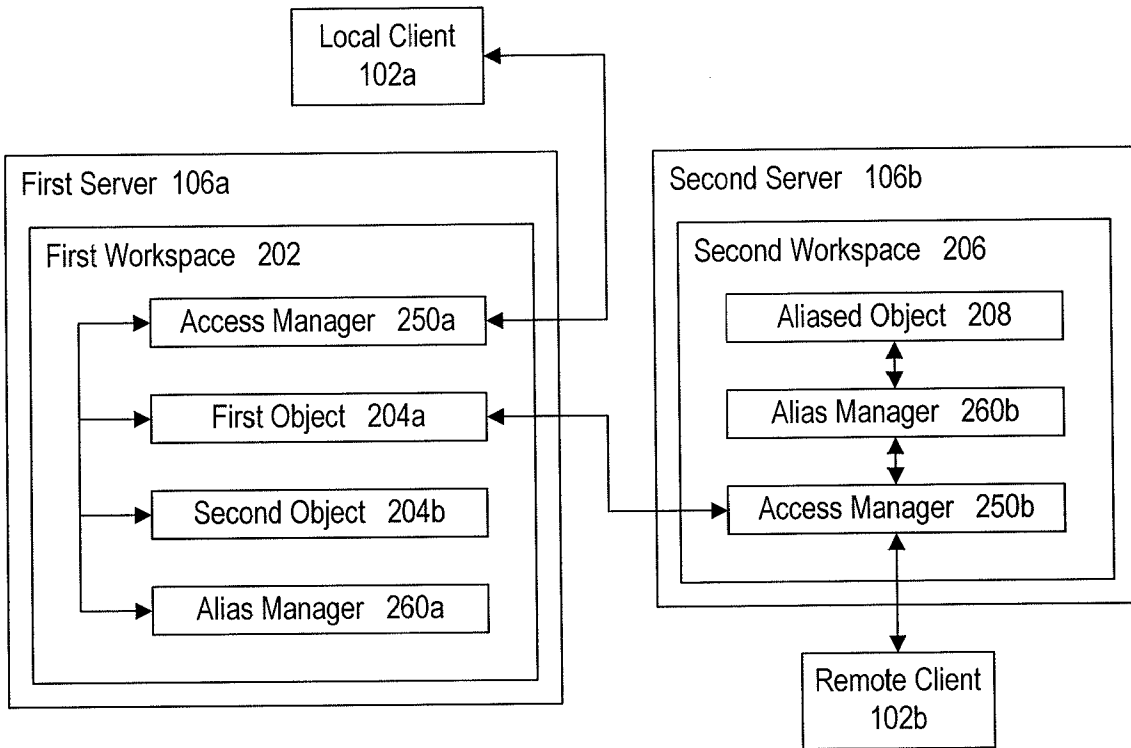 Local Client
102a
First Server 106a
First Workspace 202
Access Manager 250a
First Object 204a
Second Object 204b
Alias Manager 260a
Second Server 106b
Second Workspace 206
Aliased Object 208
Alias Manager 260b
Access Manager 250b
Remote Client
102b